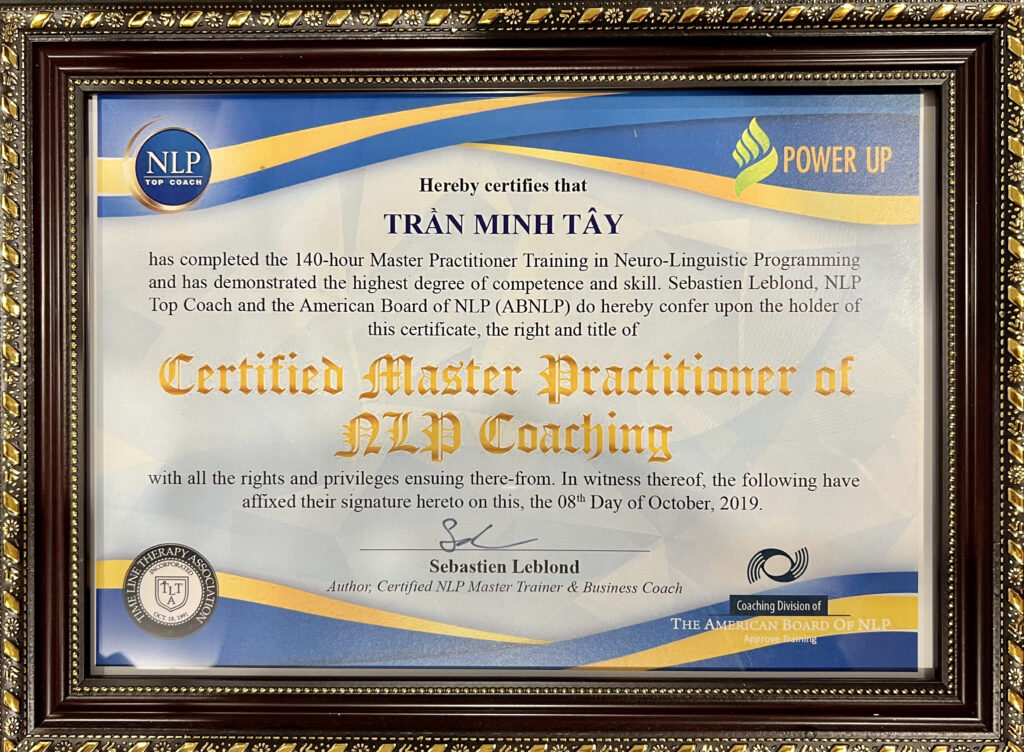 NLP
TOP COACH
POWER UP
Hereby certifies that
TRẦN MINH TÂY
has completed the 140-hour Master Practitioner Training in Neuro-Linguistic Programming
and has demonstrated the highest degree of competence and skill. Sebastien Leblond, NLP
Top Coach and the American Board of NLP (ABNLP) do hereby confer upon the holder of
this certificate, the right and title of
Certified Master Practitioner of
NLP Coaching
with all the rights and privileges ensuing there-from. In witness thereof, the following have
affixed their signature hereto on this, the 08th Day of October, 2019.
Sebastien Leblond
Author, Certified NLP Master Trainer & Business Coach
TIME LINE THERAPY ASSOCIATION
INCORPORATED
TLT
A
OCT 18, 1991
Coaching Division of
THE AMERICAN BOARD OF NLP
Approve Training